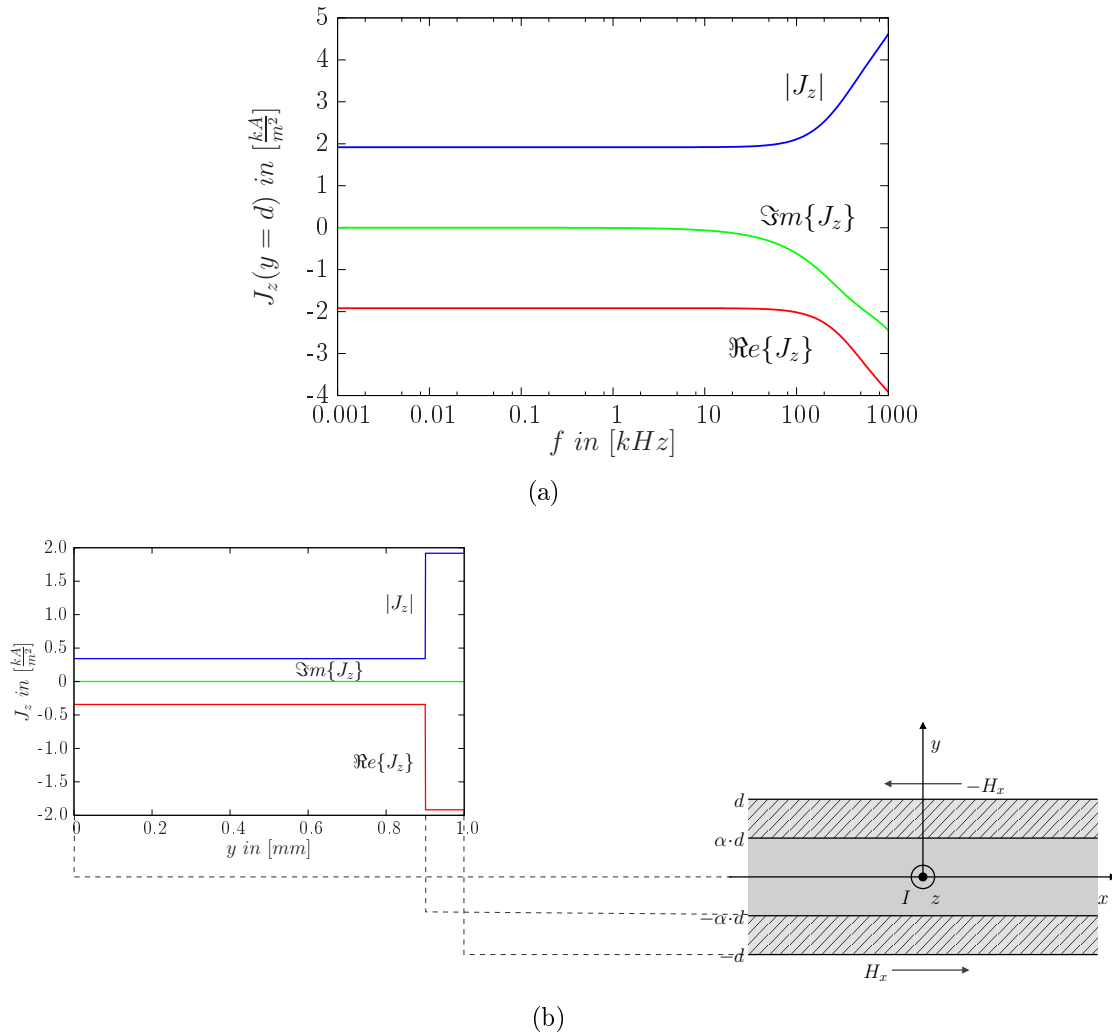 5
4
3
2
1
0
-1
-2
-3
-4
J_z(y = d) in [kA/m²]
|J_z|
ℑm{J_z}
ℜe{J_z}
0.001 0.01 0.1 1 10 100 1000
f in [kHz]
(a)
2.0
1.5
1.0
0.5
0
-0.5
-1.0
-1.5
-2.0
J_z in [kA/m²]
|J_z|
ℑm{J_z}
ℜe{J_z}
0 0.2 0.4 0.6 0.8 1.0
y in [mm]
y
−H_x
d
α·d
I z
x
−α·d
−d
H_x
(b)